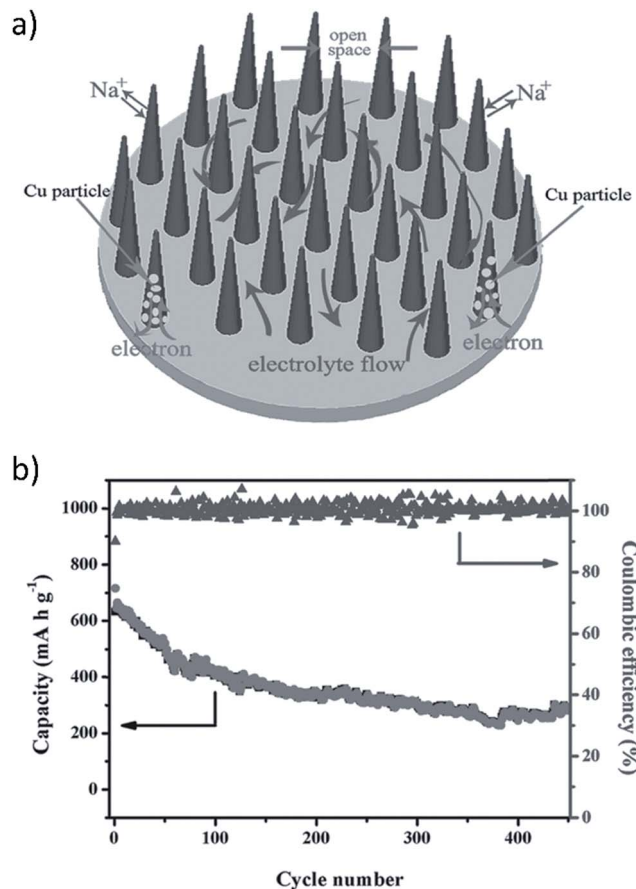 a)
open
space
Na+
Na+
Cu particle
Cu particle
electron
electrolyte flow
electron
b)
1000
800
600
400
200
0
Capacity (mA h g-1)
100
80
60
40
20
0
Coulombic efficiency (%)
0
100
200
300
400
Cycle number